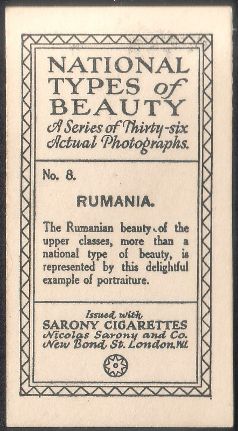 NATIONAL
TYPES of
BEAUTY
A Series of Thirty-six
Actual Photographs.
No. 8.
RUMANIA.
The Rumanian beauty of the
upper classes, more than a
national type of beauty, is
represented by this delightful
example of portraiture.
Issued with
SARONY CIGARETTES
Nicolas Sarony and Co.
New Bond St. London, W.1.